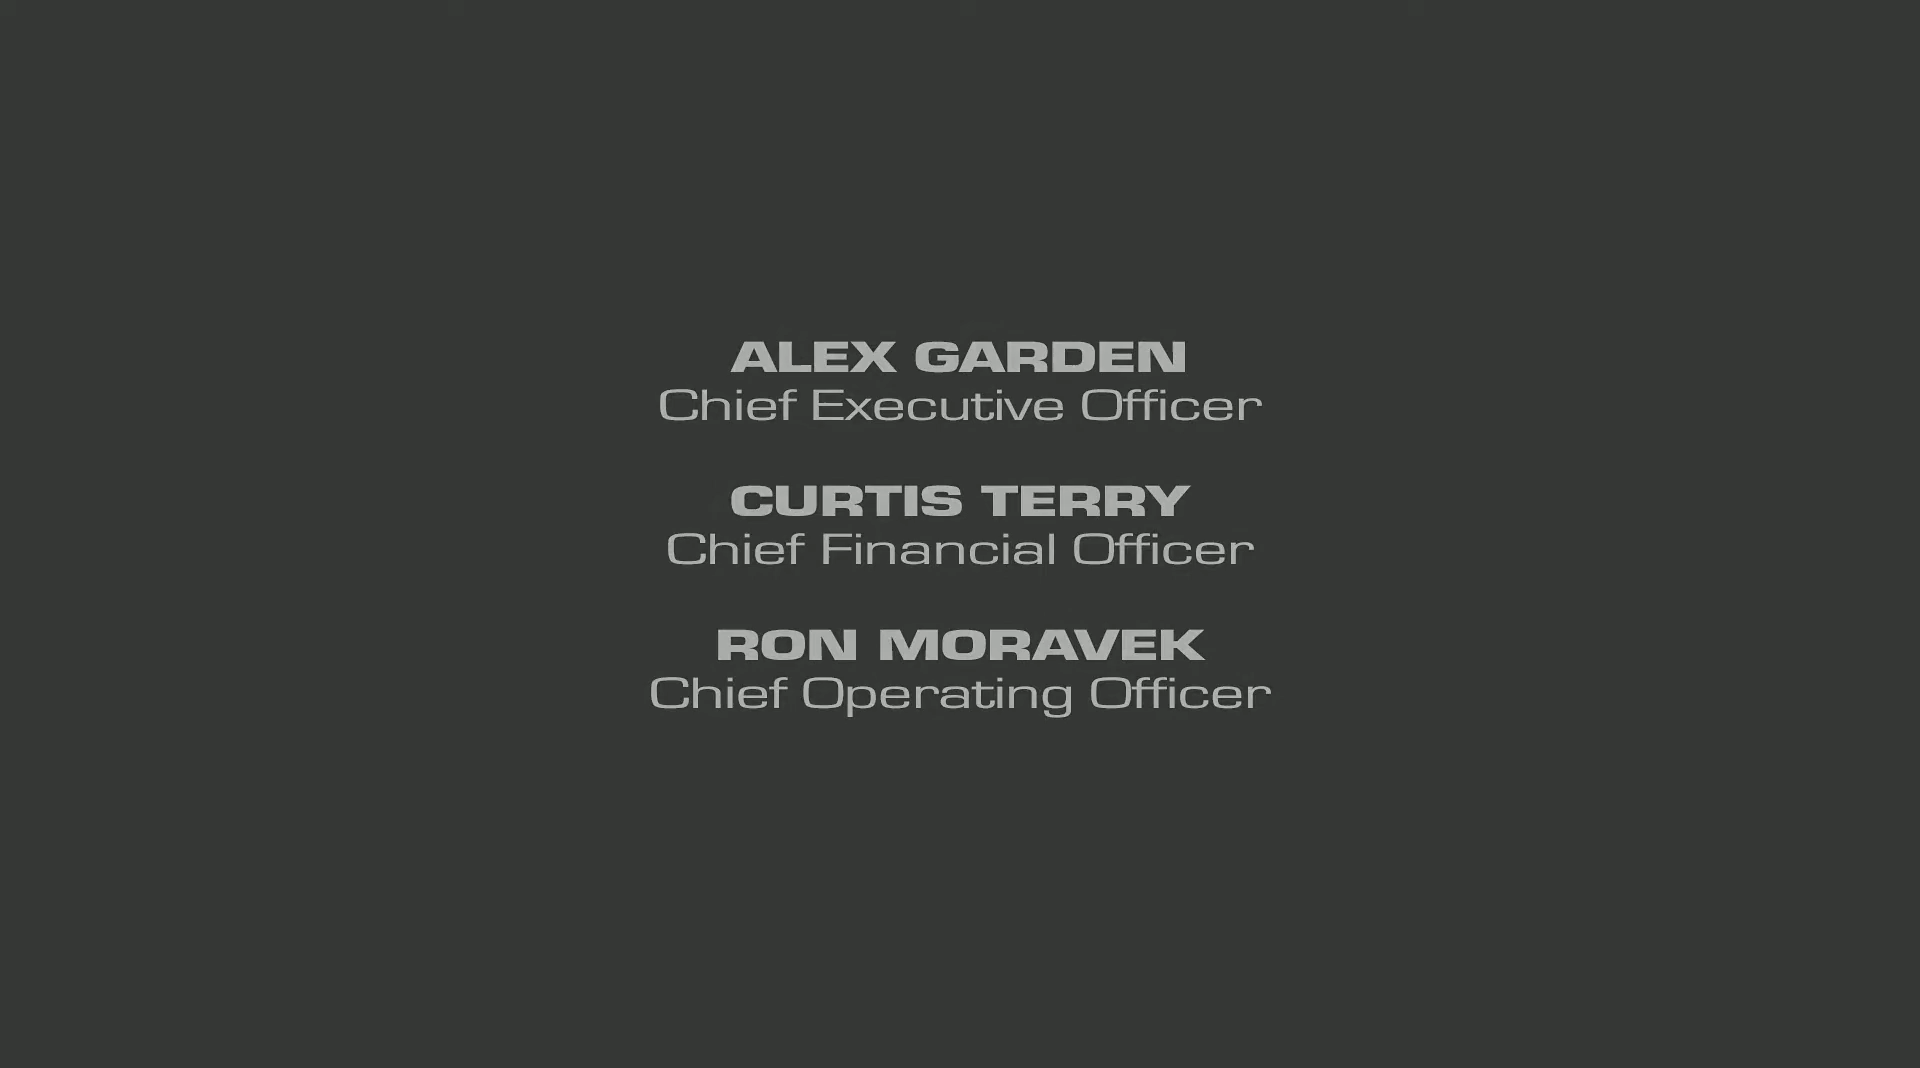 ALEX GARDEN
Chief Executive Officer
CURTIS TERRY
Chief Financial Officer
RON MORAVEK
Chief Operating Officer